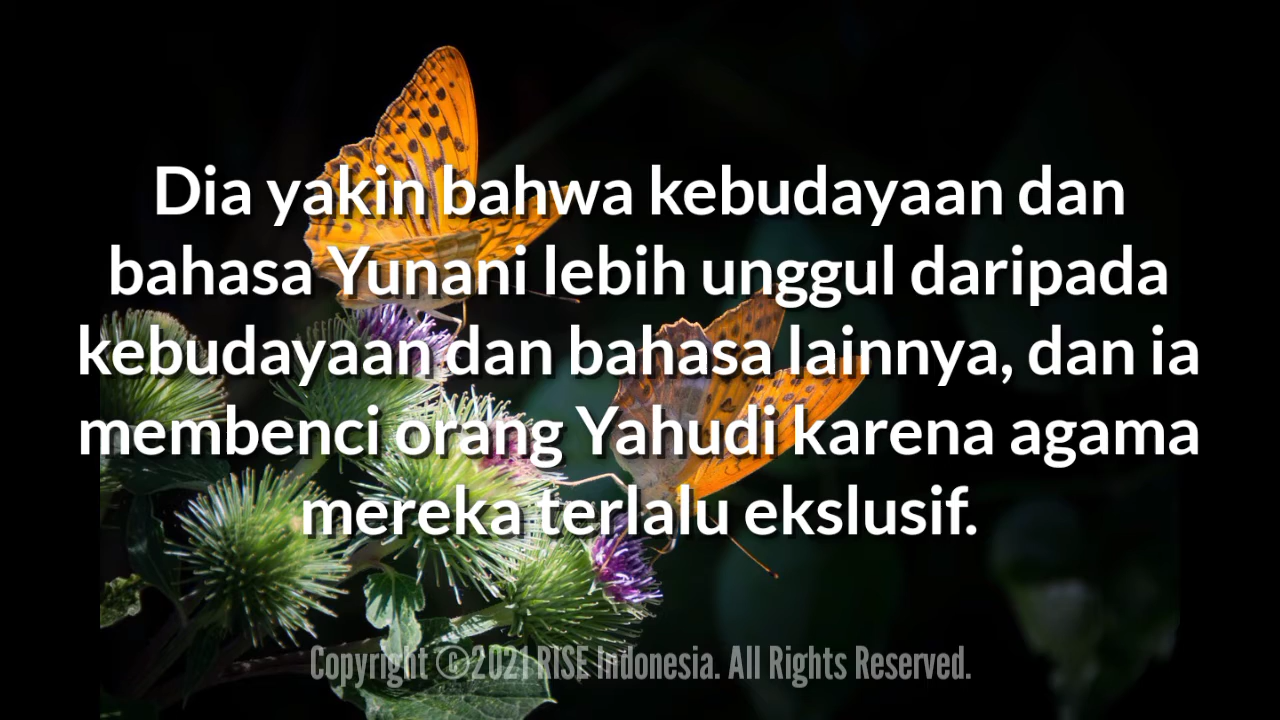 Dia yakin bahwa kebudayaan dan
bahasa Yunani lebih unggul daripada
kebudayaan dan bahasa lainnya, dan ia
membenci orang Yahudi karena agama
mereka terlalu ekslusif.
Copyright ©2021 RISE Indonesia. All Rights Reserved.